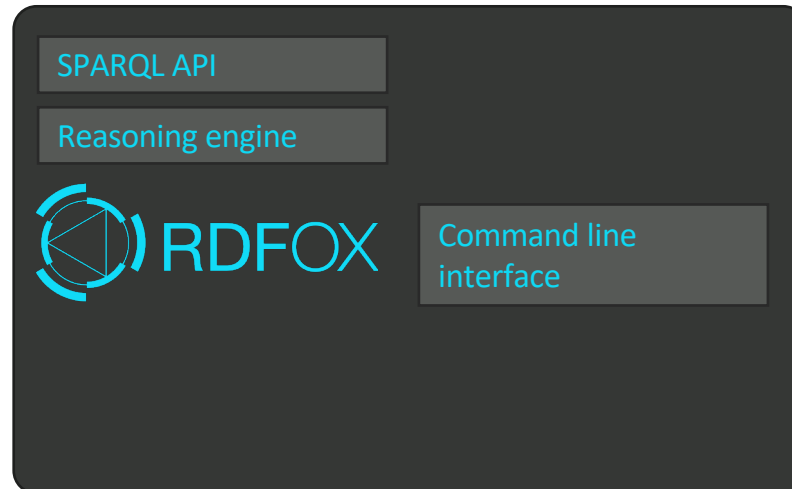 SPARQL API
Reasoning engine
RDFOX
Command line
interface